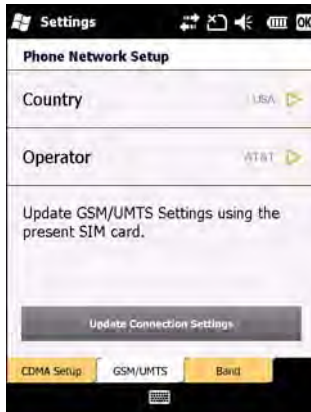 Settings
OK
Phone Network Setup
Country USA
Operator AT&T
Update GSM/UMTS Settings using the
present SIM card.
Update Connection Settings
CDMA Setup GSM/UMTS Band